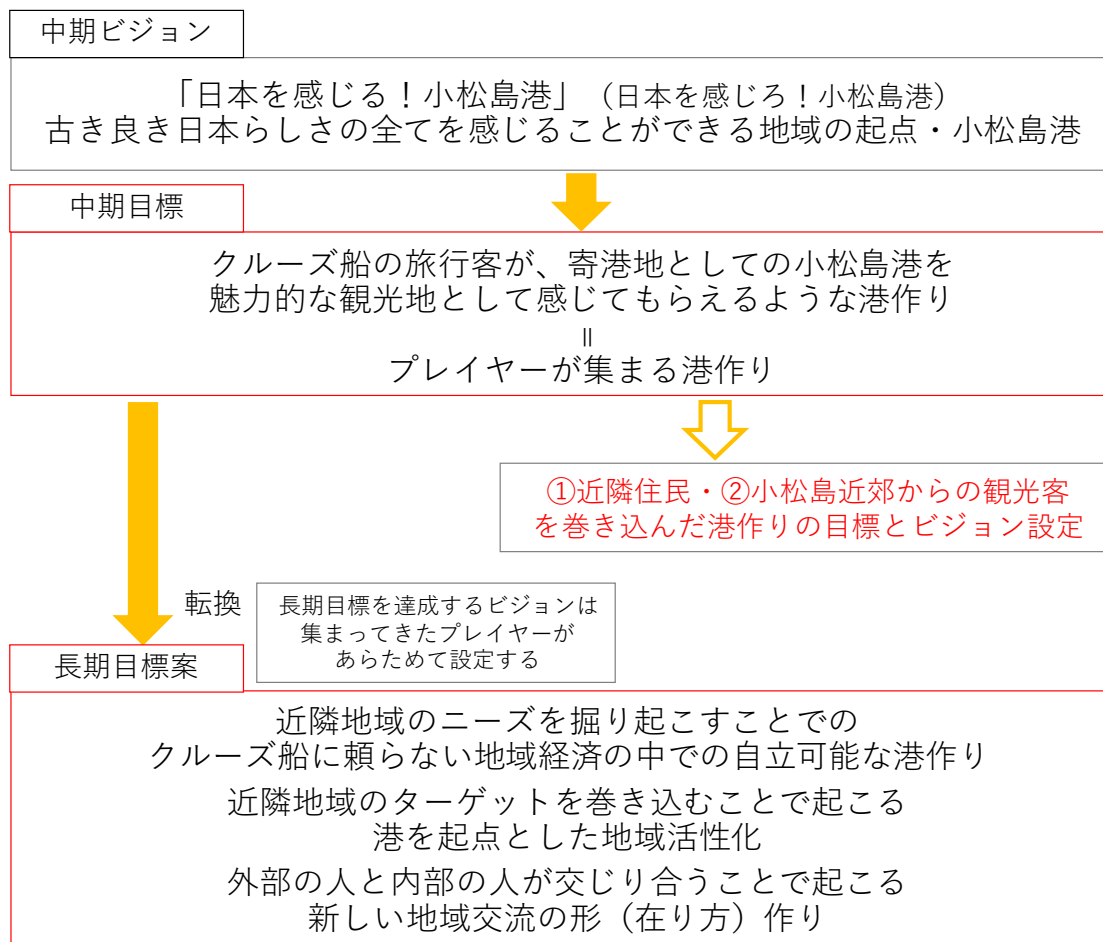 中期ビジョン
「日本を感じる！小松島港」（日本を感じろ！小松島港）
古き良き日本らしさの全てを感じることができる地域の起点・小松島港
中期目標
クルーズ船の旅行客が、寄港地としての小松島港を
魅力的な観光地として感じてもらえるような港作り
＝
プレイヤーが集まる港作り
①近隣住民・②小松島近郊からの観光客
を巻き込んだ港作りの目標とビジョン設定
転換
長期目標を達成するビジョンは
集まってきたプレイヤーが
あらためて設定する
長期目標案
近隣地域のニーズを掘り起こすことでの
クルーズ船に頼らない地域経済の中での自立可能な港作り
近隣地域のターゲットを巻き込むことで起こる
港を起点とした地域活性化
外部の人と内部の人が交じり合うことで起こる
新しい地域交流の形（在り方）作り